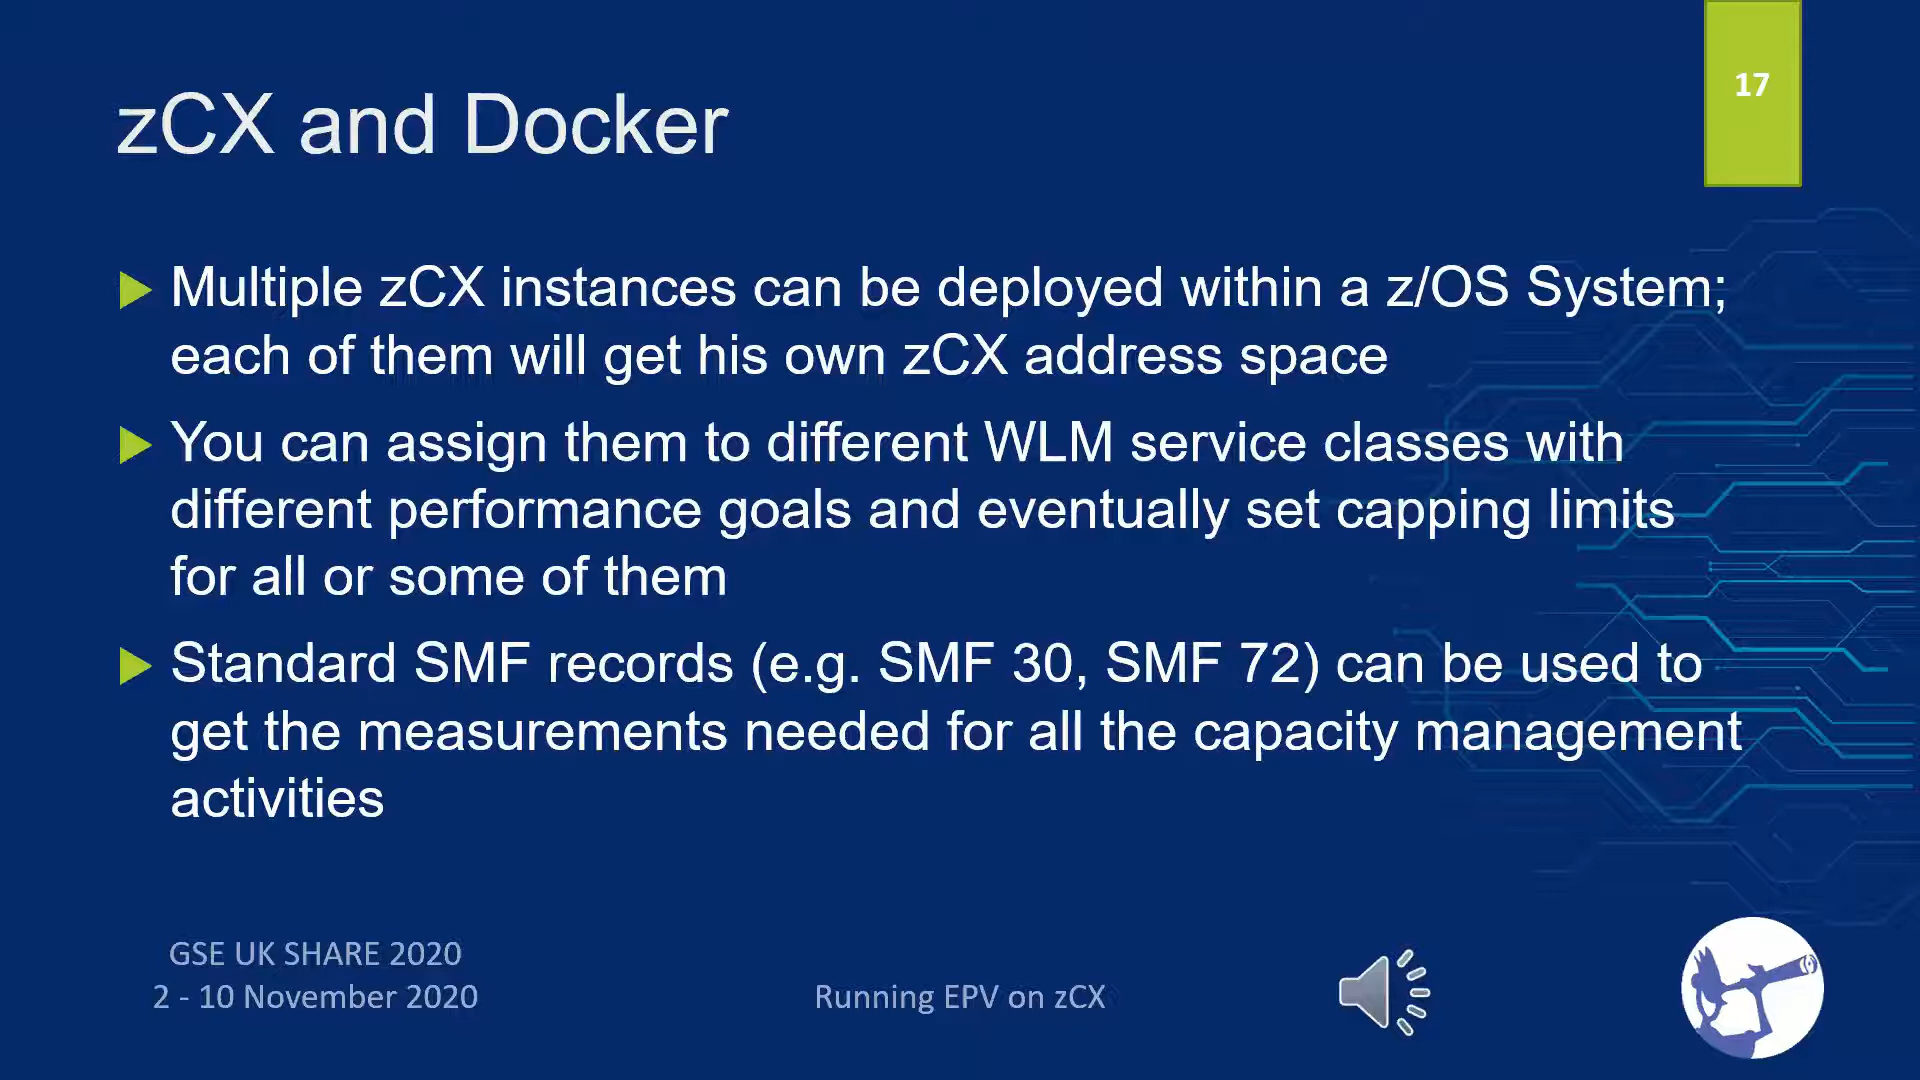 17
zCX and Docker
Multiple zCX instances can be deployed within a z/OS System;
each of them will get his own zCX address space
You can assign them to different WLM service classes with
different performance goals and eventually set capping limits
for all or some of them
Standard SMF records (e.g. SMF 30, SMF 72) can be used to
get the measurements needed for all the capacity management
activities
GSE UK SHARE 2020
2 - 10 November 2020
Running EPV on zCX